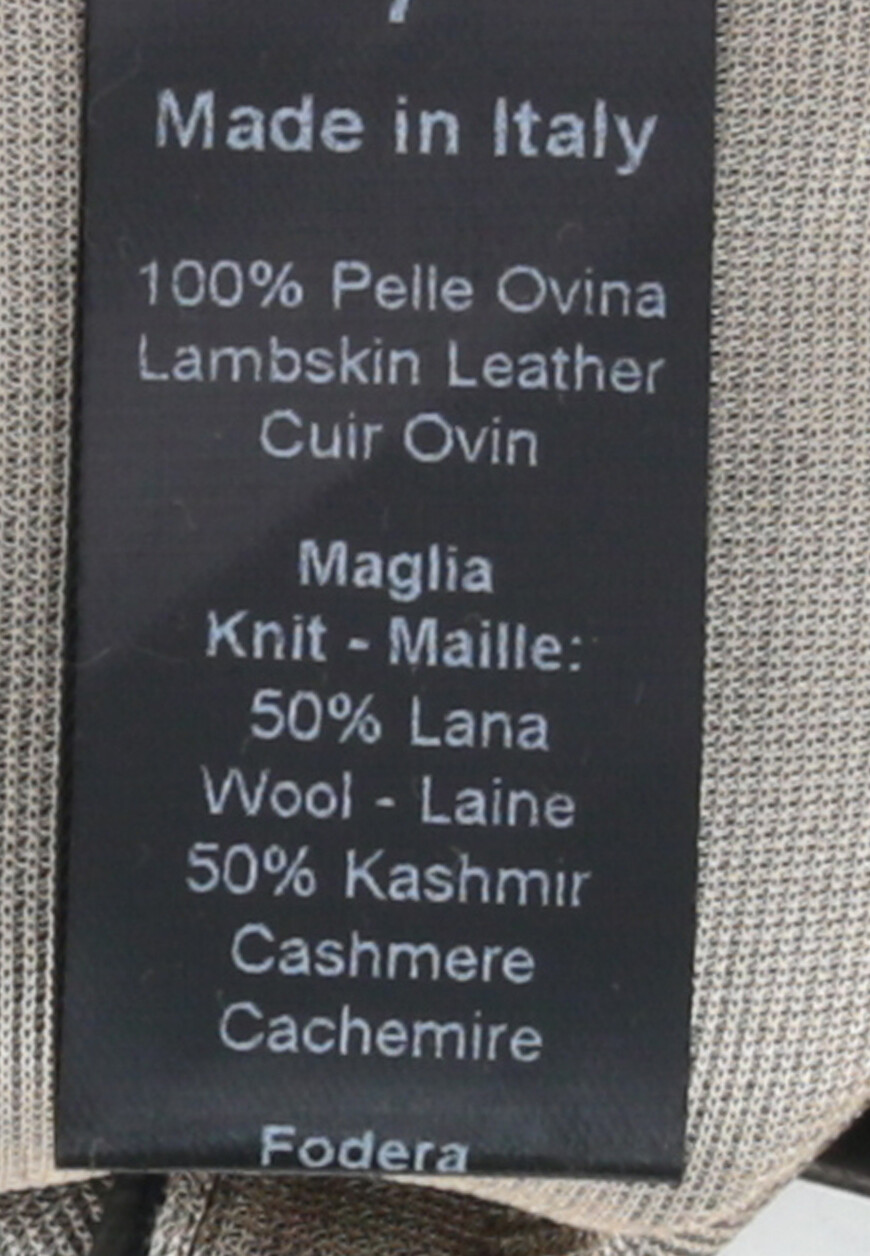 Made in Italy
100% Pelle Ovina
Lambskin Leather
Cuir Ovin
Maglia
Knit - Maille:
50% Lana
Wool - Laine
50% Kashmir
Cashmere
Cachemire
Fodera